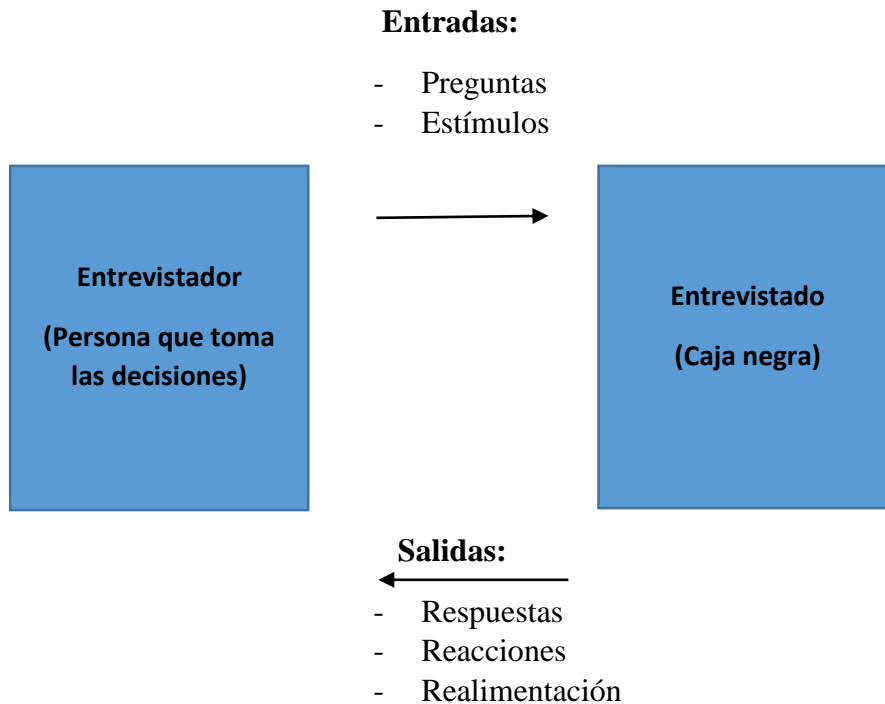 Entradas:
- Preguntas
- Estímulos
Entrevistador
(Persona que toma
las decisiones)
Entrevistado
(Caja negra)
Salidas:
- Respuestas
- Reacciones
- Realimentación